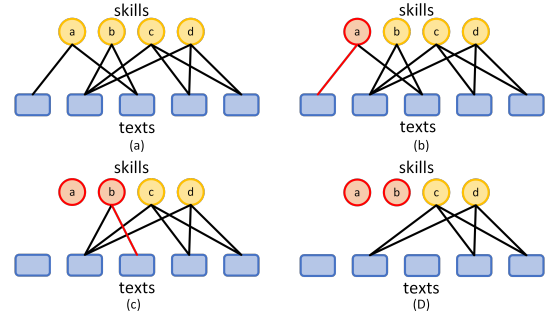 skills
a b c d
texts
(a)
skills
a b c d
texts
(b)
skills
a b c d
texts
(c)
skills
a b c d
texts
(D)